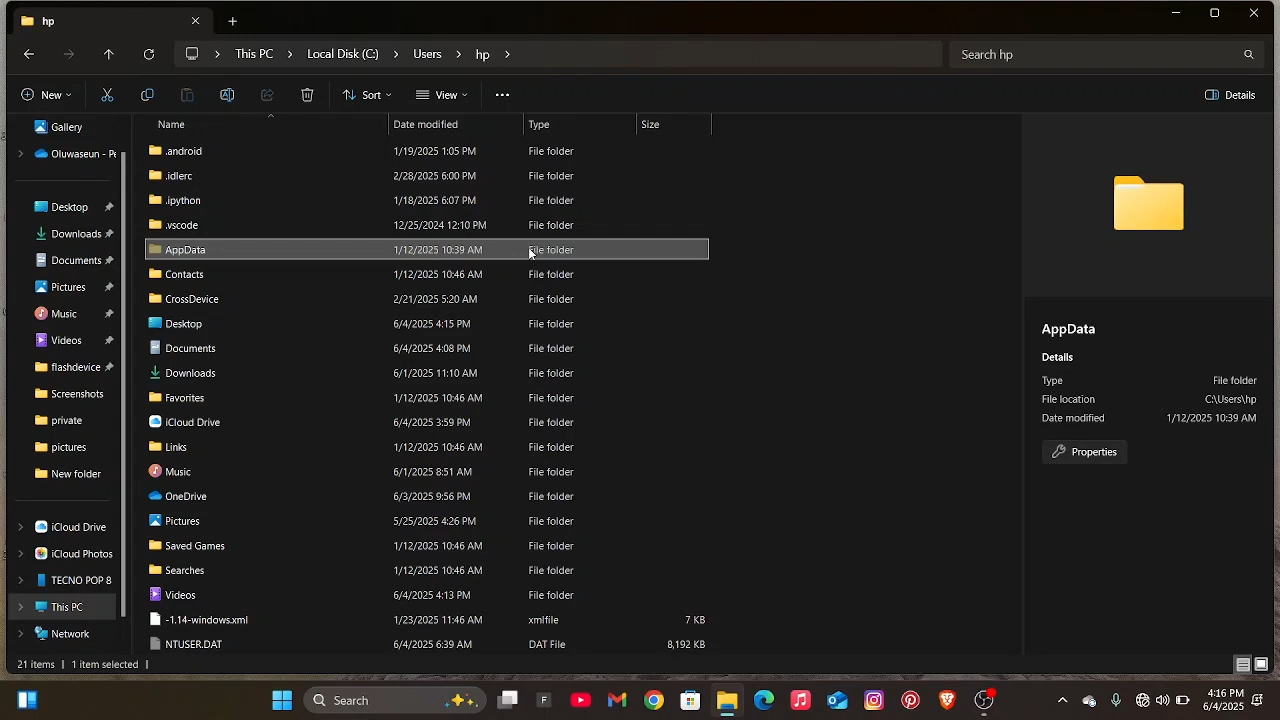 hp
This PC > Local Disk (C:) > Users > hp >
Search hp
New
Sort
View
Details
Gallery
Oluwaseun - Pe
Desktop
Downloads
Documents
Pictures
Music
Videos
flashdevice
Screenshots
private
pictures
New folder
iCloud Drive
iCloud Photos
TECNO POP 8
This PC
Network
Name Date modified Type Size
.android 1/19/2025 1:05 PM File folder
.idlerc 2/28/2025 6:00 PM File folder
.ipython 1/18/2025 6:07 PM File folder
.vscode 12/25/2024 12:10 PM File folder
AppData 1/12/2025 10:39 AM File folder
Contacts 1/12/2025 10:46 AM File folder
CrossDevice 2/21/2025 5:20 AM File folder
Desktop 6/4/2025 4:15 PM File folder
Documents 6/4/2025 4:08 PM File folder
Downloads 6/1/2025 11:10 AM File folder
Favorites 1/12/2025 10:46 AM File folder
iCloud Drive 6/4/2025 3:59 PM File folder
Links 1/12/2025 10:46 AM File folder
Music 6/1/2025 8:51 AM File folder
OneDrive 6/3/2025 9:56 PM File folder
Pictures 5/25/2025 4:26 PM File folder
Saved Games 1/12/2025 10:46 AM File folder
Searches 1/12/2025 10:46 AM File folder
Videos 6/4/2025 4:13 PM File folder
-1.14-windows.xml 1/23/2025 11:46 AM xmlfile 7 KB
NTUSER.DAT 6/4/2025 6:39 AM DAT File 8,192 KB
AppData
Details
Type File folder
File location C:\Users\hp
Date modified 1/12/2025 10:39 AM
Properties
21 items | 1 item selected |
Search
F
4:16 PM
6/4/2025